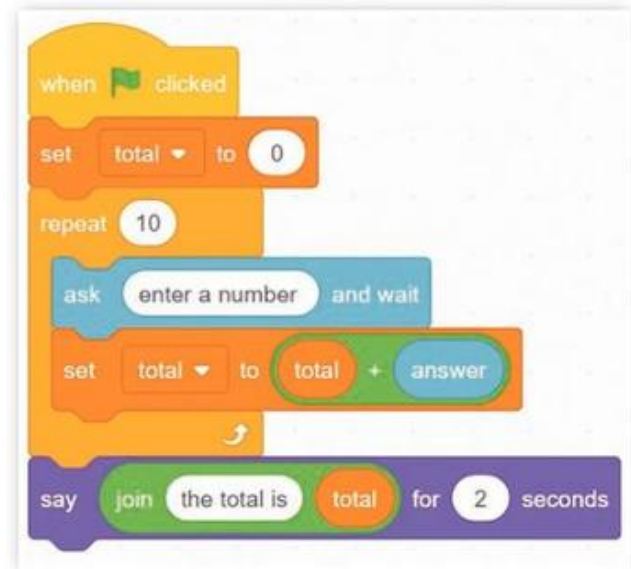 when clicked
set total to 0
repeat 10
ask enter a number and wait
set total to total + answer
say join the total is total for 2 seconds